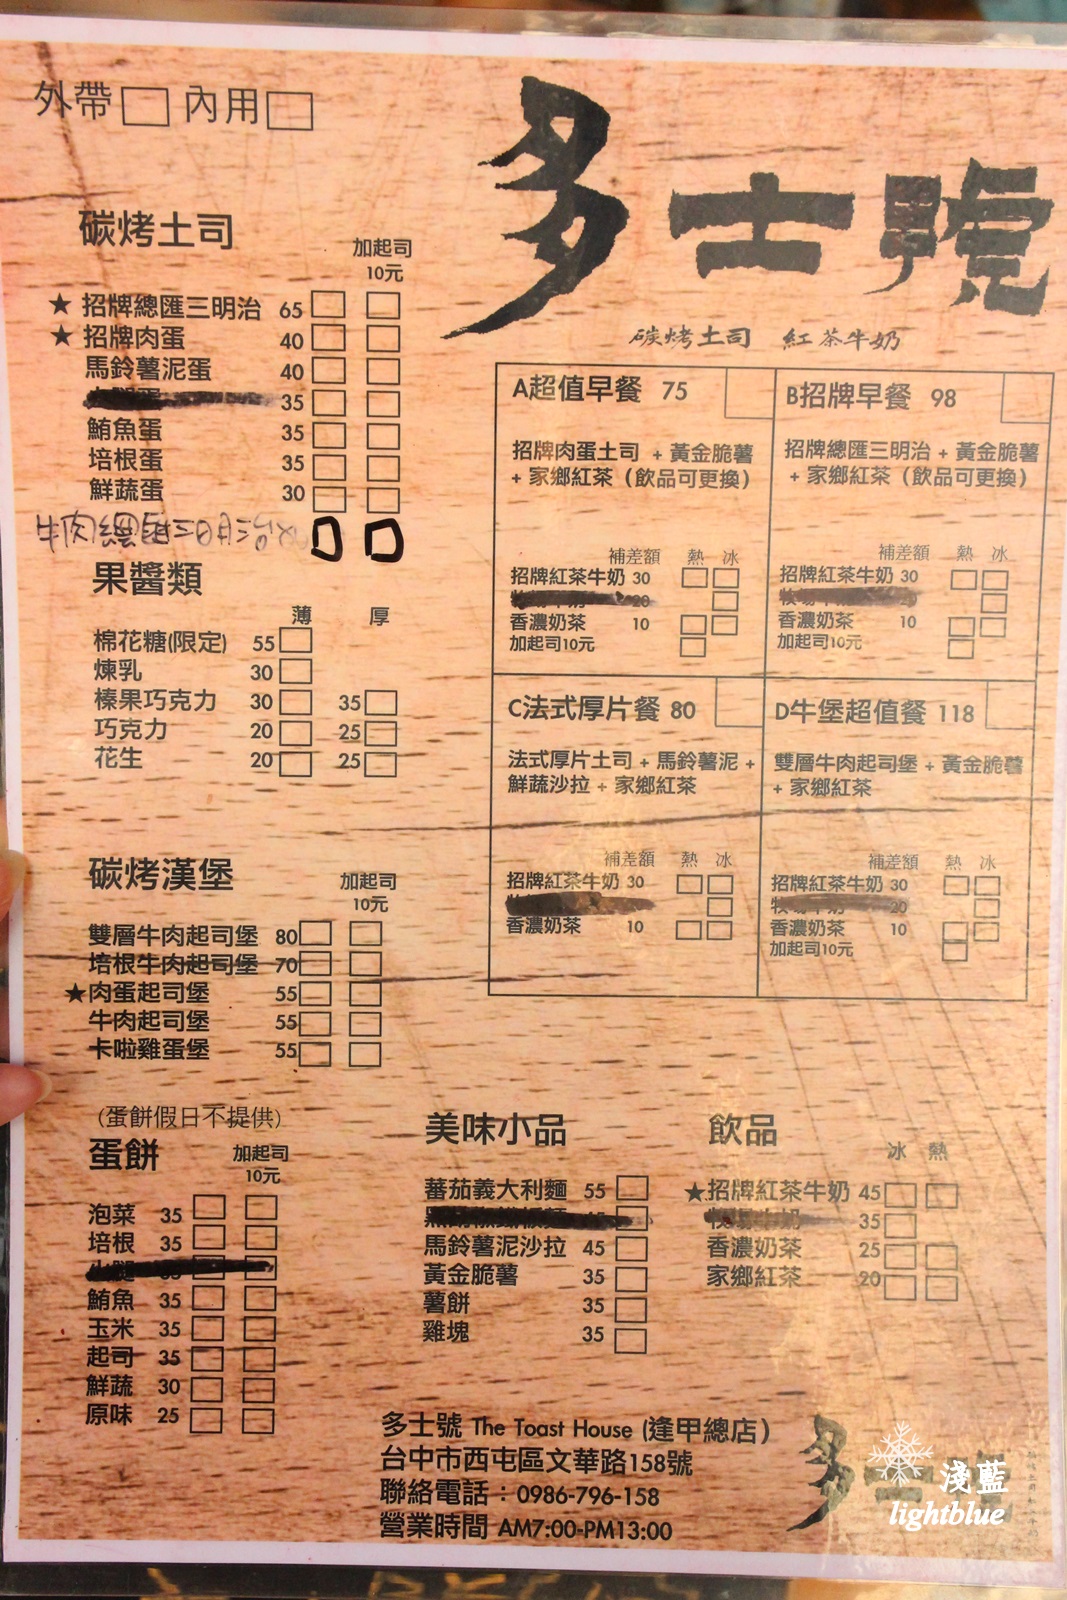 外帶 內用
多士號
碳烤土司 紅茶牛奶
碳烤土司
加起司
10元
★ 招牌總匯三明治 65
★ 招牌肉蛋 40
馬鈴薯泥蛋 40
35
鮪魚蛋 35
培根蛋 35
鮮蔬蛋 30
牛肉總匯三明治
果醬類
薄 厚
棉花糖(限定) 55
煉乳 30
榛果巧克力 30 35
巧克力 20 25
花生 20 25
碳烤漢堡
加起司
10元
雙層牛肉起司堡 80
培根牛肉起司堡 70
★肉蛋起司堡 55
牛肉起司堡 55
卡啦雞蛋堡 55
(蛋餅假日不提供)
蛋餅
加起司
10元
泡菜 35
培根 35
鮪魚 35
玉米 35
起司 35
鮮蔬 30
原味 25
A超值早餐 75
招牌肉蛋土司 + 黃金脆薯
+ 家鄉紅茶（飲品可更換）
補差額 熱 冰
招牌紅茶牛奶 30
20
香濃奶茶 10
加起司10元
B招牌早餐 98
招牌總匯三明治 + 黃金脆薯
+ 家鄉紅茶（飲品可更換）
補差額 熱 冰
招牌紅茶牛奶 30
香濃奶茶 10
加起司10元
C法式厚片餐 80
法式厚片土司 + 馬鈴薯泥 +
鮮蔬沙拉 + 家鄉紅茶
補差額 熱 冰
招牌紅茶牛奶 30
香濃奶茶 10
D牛堡超值餐 118
雙層牛肉起司堡 + 黃金脆薯
+ 家鄉紅茶
補差額 熱 冰
招牌紅茶牛奶 30
20
香濃奶茶 10
加起司10元
美味小品
蕃茄義大利麵 55
馬鈴薯泥沙拉 45
黃金脆薯 35
薯餅 35
雞塊 35
飲品
冰 熱
★招牌紅茶牛奶 45
35
香濃奶茶 25
家鄉紅茶 20
多士號 The Toast House (逢甲總店)
台中市西屯區文華路158號
聯絡電話：0986-796-158
營業時間 AM7:00-PM13:00
淺藍
lightblue